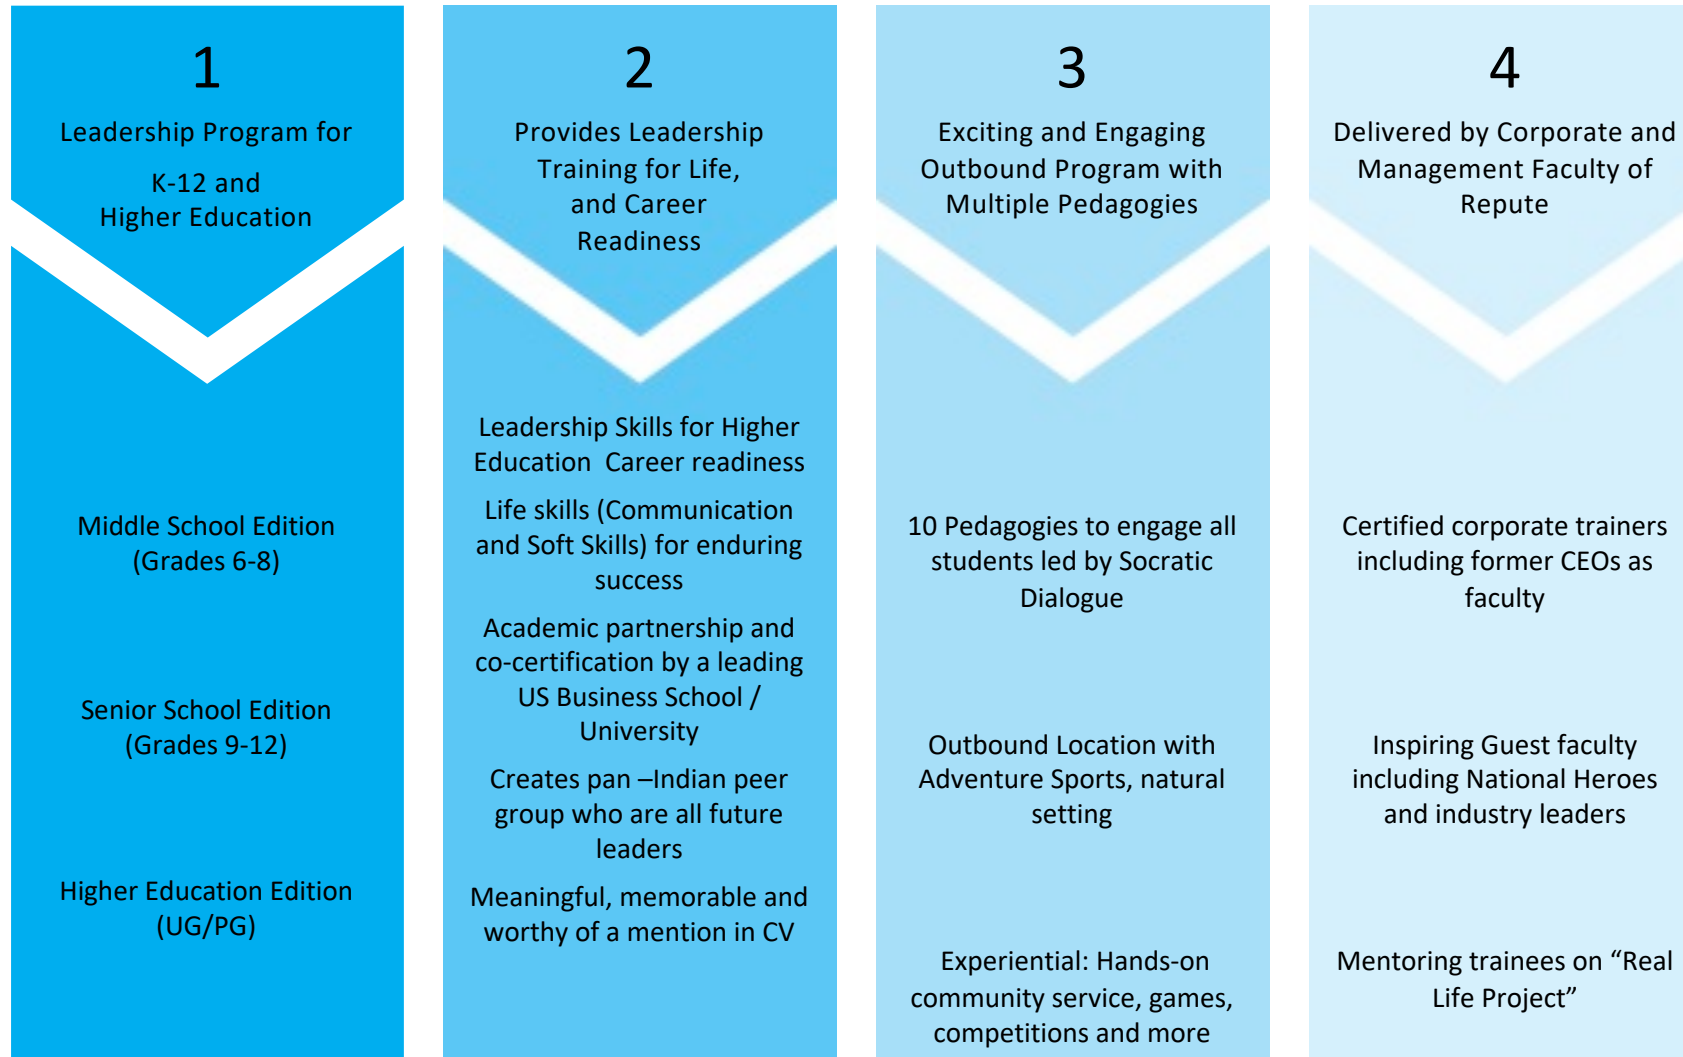 1
Leadership Program for
K-12 and
Higher Education
Middle School Edition
(Grades 6-8)
Senior School Edition
(Grades 9-12)
Higher Education Edition
(UG/PG)
2
Provides Leadership
Training for Life,
and Career
Readiness
Leadership Skills for Higher
Education  Career readiness
Life skills (Communication
and Soft Skills) for enduring
success
Academic partnership and
co-certification by a leading
US Business School /
University
Creates pan –Indian peer
group who are all future
leaders
Meaningful, memorable and
worthy of a mention in CV
3
Exciting and Engaging
Outbound Program with
Multiple Pedagogies
10 Pedagogies to engage all
students led by Socratic
Dialogue
Outbound Location with
Adventure Sports, natural
setting
Experiential: Hands-on
community service, games,
competitions and more
4
Delivered by Corporate and
Management Faculty of
Repute
Certified corporate trainers
including former CEOs as
faculty
Inspiring Guest faculty
including National Heroes
and industry leaders
Mentoring trainees on “Real
Life Project”